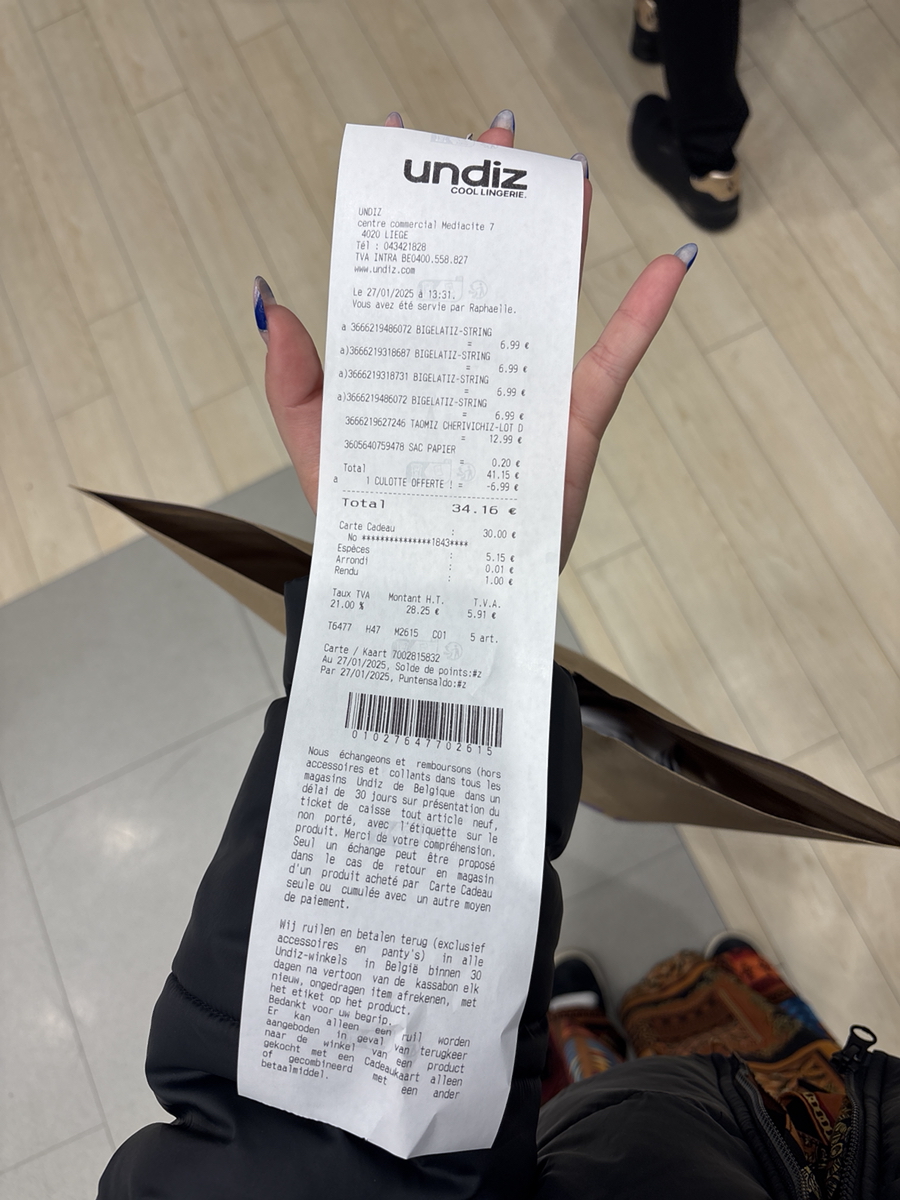 undiz
COOL LINGERIE.
UNDIZ
centre commercial Mediacite 7
4020 LIEGE
Tél : 043421828
TVA INTRA BE0400.558.827
www.undiz.com
Le 27/01/2025 à 13:31.
Vous avez été servie par Raphaelle.
a 3666219486072 BIGELATIZ-STRING
= 6.99 €
a)3666219318687 BIGELATIZ-STRING
= 6.99 €
a)3666219318731 BIGELATIZ-STRING
= 6.99 €
a)3666219486072 BIGELATIZ-STRING
= 6.99 €
3666219627246 TAOMIZ CHERIVICHIZ-LOT D
= 12.99 €
3605640759478 SAC PAPIER
= 0.20 €
Total 41.15 €
a 1 CULOTTE OFFERTE ! = -6.99 €
Total 34.16 €
Carte Cadeau : 30.00 €
No ***************1843****
Espèces : 5.15 €
Arrondi : 0.01 €
Rendu : 1.00 €
Taux TVA Montant H.T. T.V.A.
21.00 % 28.25 € 5.91 €
T6477 H47 M2615 C01 5 art.
Carte / Kaart 7002815832
Au 27/01/2025, Solde de points:#z
Par 27/01/2025, Puntensaldo:#z
01027647702615
Nous échangeons et remboursons (hors
accessoires et collants dans tous les
magasins Undiz de Belgique dans un
délai de 30 jours sur présentation du
ticket de caisse tout article neuf,
non porté, avec l'étiquette sur le
produit. Merci de votre compréhension.
Seul un échange peut être proposé
dans le cas de retour en magasin
d'un produit acheté par Carte Cadeau
seule ou cumulée avec un autre moyen
de paiement.
Wij ruilen en betalen terug (exclusief
accessoires en panty's) in alle
Undiz-winkels in België binnen 30
dagen na vertoon van de kassabon elk
nieuw, ongedragen item afrekenen, met
het etiket op het product.
Bedankt voor uw begrip.
Er kan alleen een ruil worden
aangeboden in geval van terugkeer
naar de winkel van een product
gekocht met een Cadeaukaart alleen
of gecombineerd met een ander
betaalmiddel.